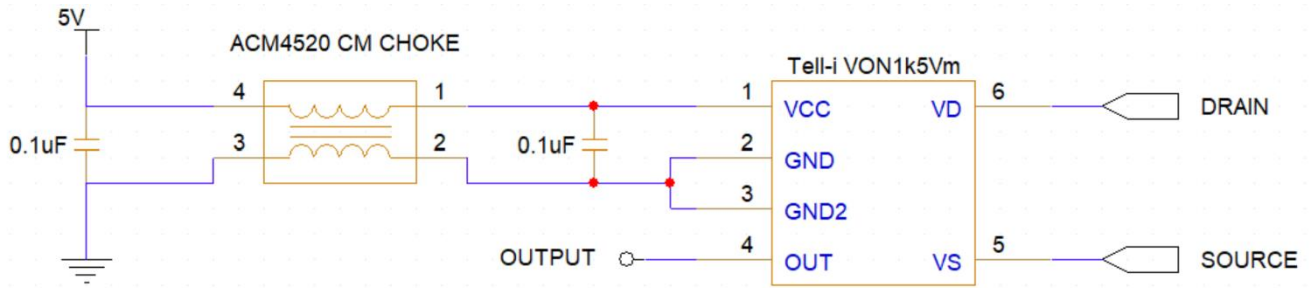 5V
ACM4520 CM CHOKE
Tell-i VON1k5Vm
4 1 1 VCC VD 6 DRAIN
0.1uF 3 2 0.1uF 2 GND
3 GND2
OUTPUT 4 OUT VS 5 SOURCE